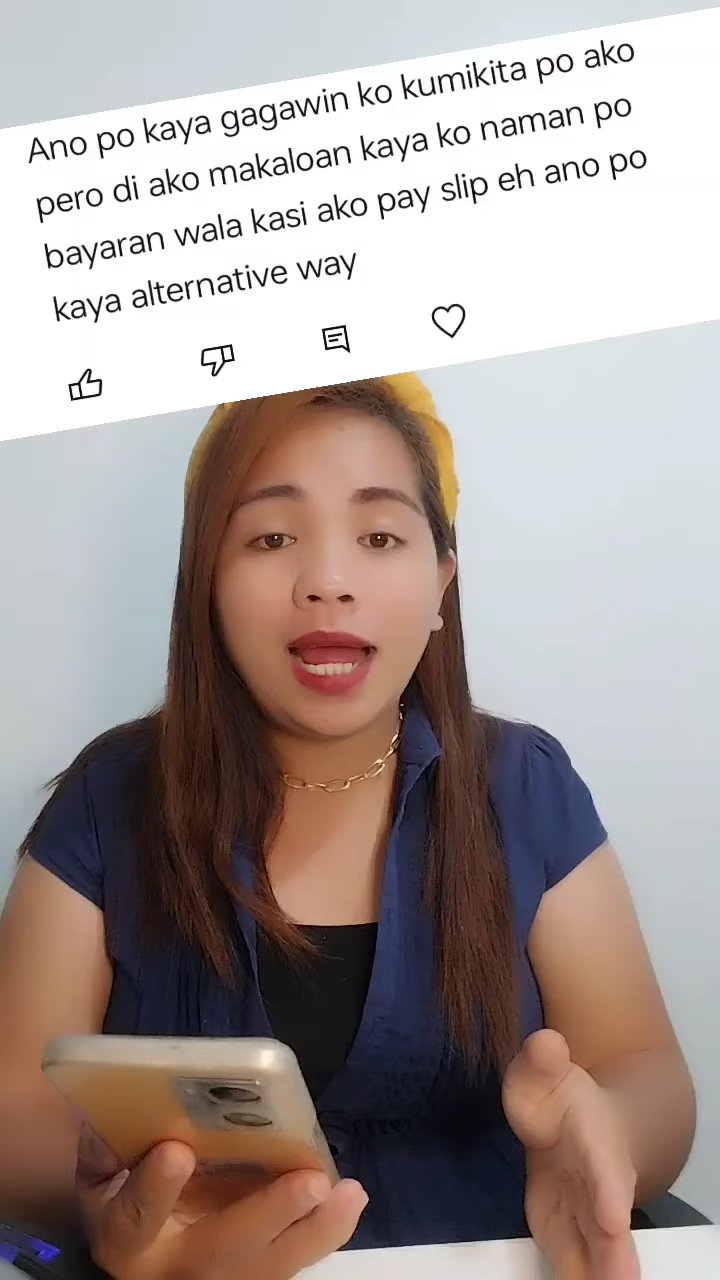 Ano po kaya gagawin ko kumikita po ako
pero di ako makaloan kaya ko naman po
bayaran wala kasi ako pay slip eh ano po
kaya alternative way